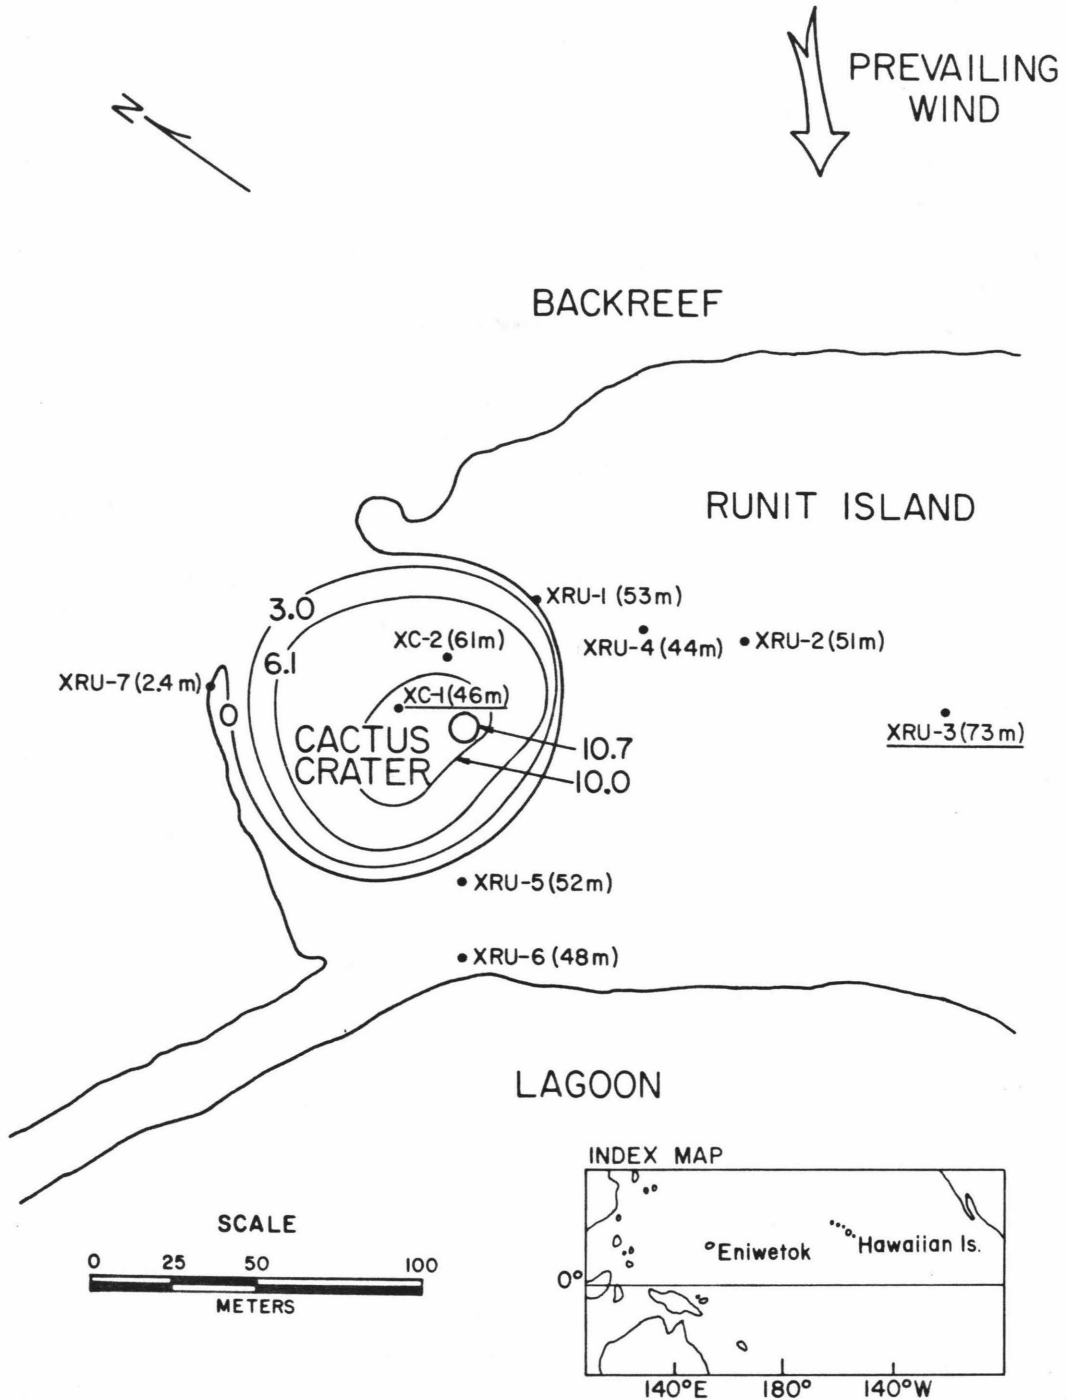 N
PREVAILING
WIND
BACKREEF
RUNIT ISLAND
XRU-1 (53m)
3.0
XC-2 (61m)
XRU-4 (44m)
XRU-2 (51m)
6.1
XRU-7 (2.4 m)
XC-1 (46m)
0
XRU-3 (73 m)
CACTUS
CRATER
10.7
10.0
XRU-5 (52m)
XRU-6 (48m)
LAGOON
INDEX MAP
SCALE
0 25 50 100
METERS
Eniwetok
Hawaiian Is.
0°
140°E 180° 140°W